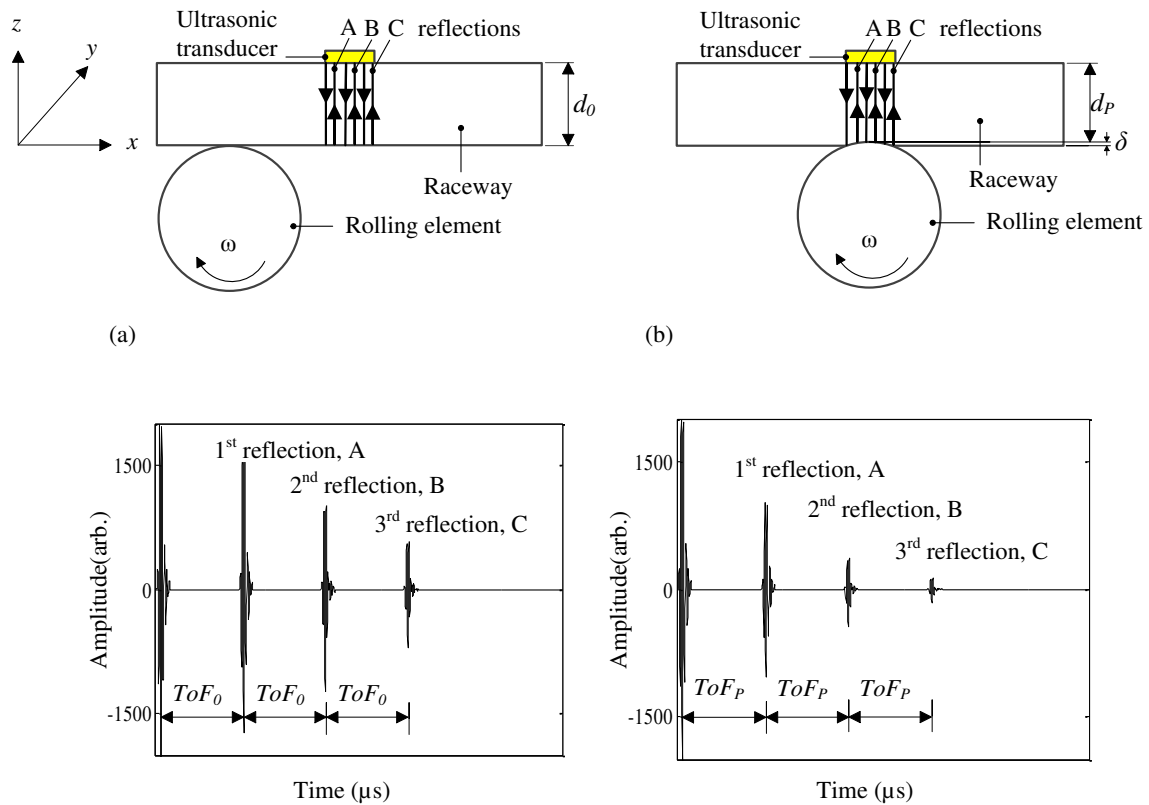 Ultrasonic
transducer
A B C reflections
z
y
x
d0
Raceway
Rolling element
ω
(a)
Ultrasonic
transducer
A B C reflections
dP
δ
Raceway
Rolling element
ω
(b)
Amplitude(arb.)
1500
0
-1500
1st reflection, A
2nd reflection, B
3rd reflection, C
ToF0 ToF0 ToF0
Time (µs)
Amplitude(arb.)
1500
0
-1500
1st reflection, A
2nd reflection, B
3rd reflection, C
ToFP ToFP ToFP
Time (µs)